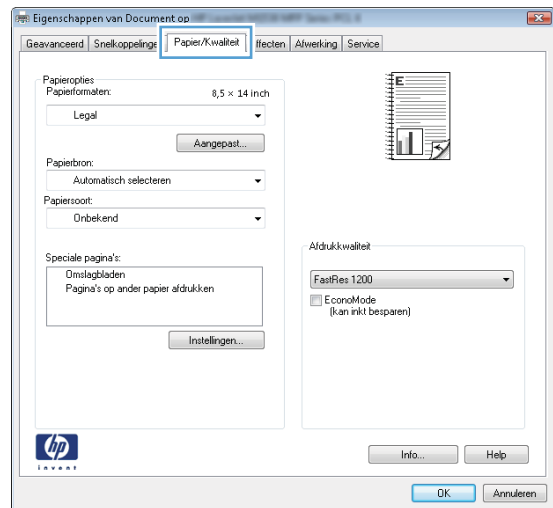 Eigenschappen van Document op
Geavanceerd Snelkoppelinge Papier/Kwaliteit ffecten Afwerking Service
Papieropties
Papierformaten: 8,5 × 14 inch
Legal
Aangepast...
Papierbron:
Automatisch selecteren
Papiersoort:
Onbekend
Speciale pagina's:
Omslagbladen
Pagina's op ander papier afdrukken
Instellingen...
E
Afdrukkwaliteit
FastRes 1200
EconoMode
(kan inkt besparen)
hp
invent
Info... Help
OK Annuleren